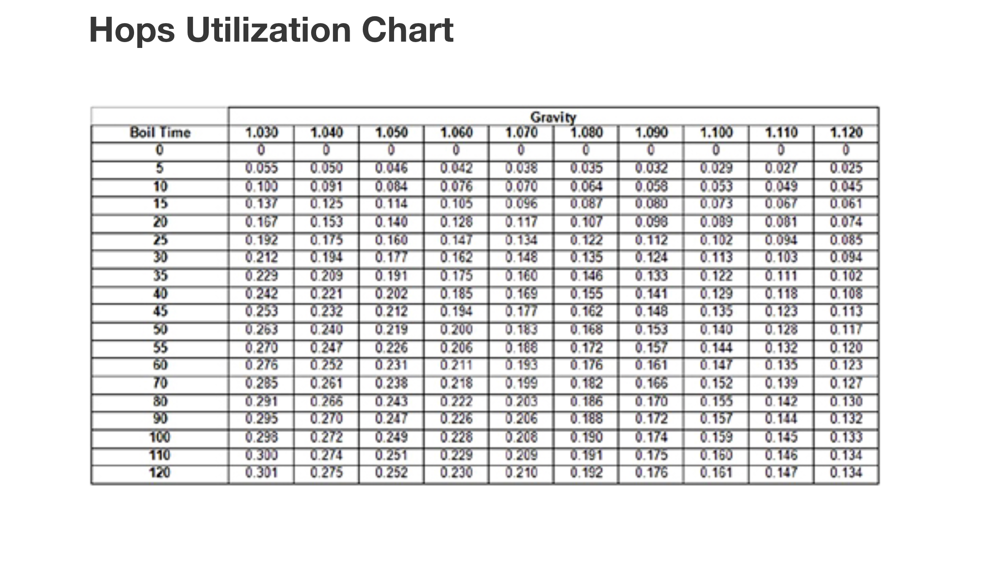 Hops Utilization Chart
Gravity
Boil Time 1.030 1.040 1.050 1.060 1.070 1.080 1.090 1.100 1.110 1.120
0 0 0 0 0 0 0 0 0 0 0
5 0.055 0.050 0.046 0.042 0.038 0.035 0.032 0.029 0.027 0.025
10 0.100 0.091 0.084 0.076 0.070 0.064 0.058 0.053 0.049 0.045
15 0.137 0.125 0.114 0.105 0.096 0.087 0.080 0.073 0.067 0.061
20 0.167 0.153 0.140 0.128 0.117 0.107 0.098 0.089 0.081 0.074
25 0.192 0.175 0.160 0.147 0.134 0.122 0.112 0.102 0.094 0.085
30 0.212 0.194 0.177 0.162 0.148 0.135 0.124 0.113 0.103 0.094
35 0.229 0.209 0.191 0.175 0.160 0.146 0.133 0.122 0.111 0.102
40 0.242 0.221 0.202 0.185 0.169 0.155 0.141 0.129 0.118 0.108
45 0.253 0.232 0.212 0.194 0.177 0.162 0.148 0.135 0.123 0.113
50 0.263 0.240 0.219 0.200 0.183 0.168 0.153 0.140 0.128 0.117
55 0.270 0.247 0.226 0.206 0.188 0.172 0.157 0.144 0.132 0.120
60 0.276 0.252 0.231 0.211 0.193 0.176 0.161 0.147 0.135 0.123
70 0.285 0.261 0.238 0.218 0.199 0.182 0.166 0.152 0.139 0.127
80 0.291 0.266 0.243 0.222 0.203 0.186 0.170 0.155 0.142 0.130
90 0.295 0.270 0.247 0.226 0.206 0.188 0.172 0.157 0.144 0.132
100 0.298 0.272 0.249 0.228 0.208 0.190 0.174 0.159 0.145 0.133
110 0.300 0.274 0.251 0.229 0.209 0.191 0.175 0.160 0.146 0.134
120 0.301 0.275 0.252 0.230 0.210 0.192 0.176 0.161 0.147 0.134